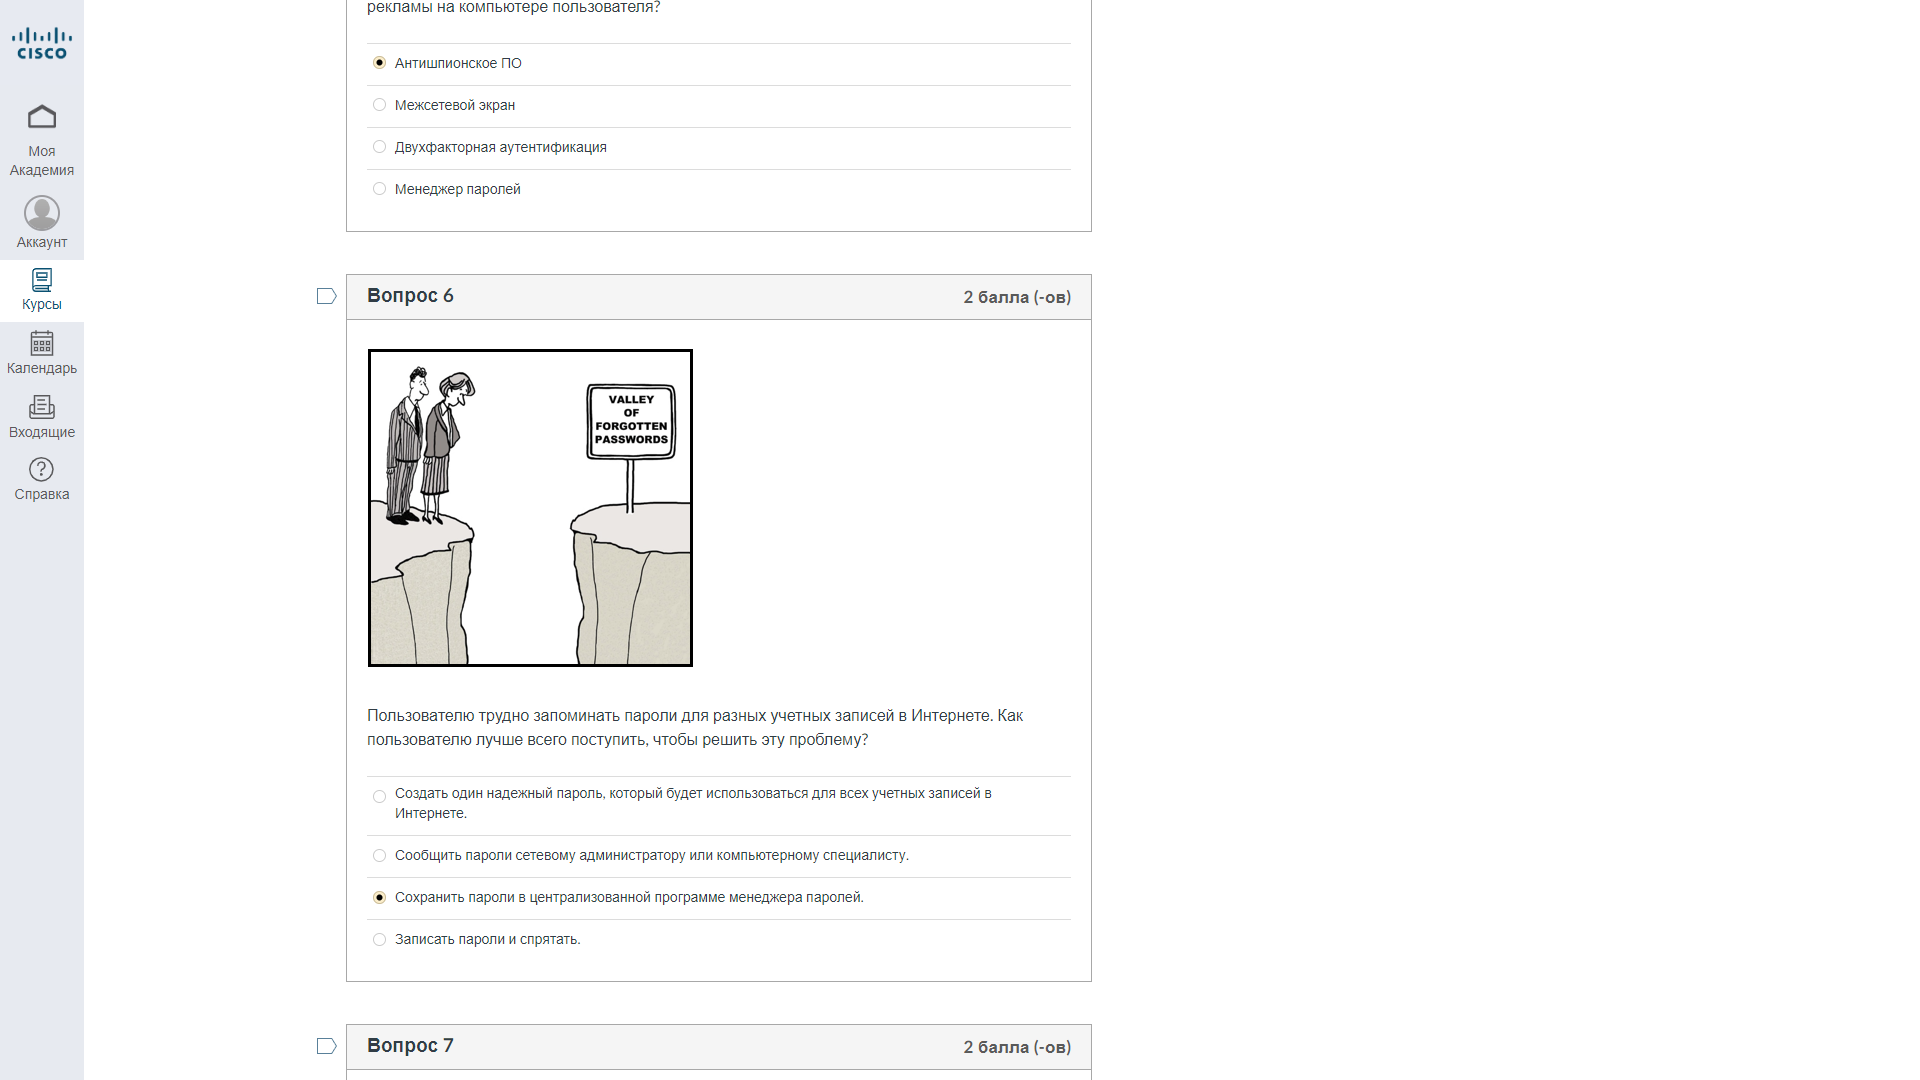 рекламы на компьютере пользователя?
CISCO
Антишпионское ПО
Межсетевой экран
Моя
Академия
Двухфакторная аутентификация
Менеджер паролей
Аккаунт
Курсы
Вопрос 6
2 балла (-ов)
Календарь
Входящие
Справка
VALLEY
OF
FORGOTTEN
PASSWORDS
Пользователю трудно запоминать пароли для разных учетных записей в Интернете. Как
пользователю лучше всего поступить, чтобы решить эту проблему?
Создать один надежный пароль, который будет использоваться для всех учетных записей в
Интернете.
Сообщить пароли сетевому администратору или компьютерному специалисту.
Сохранить пароли в централизованной программе менеджера паролей.
Записать пароли и спрятать.
Вопрос 7
2 балла (-ов)